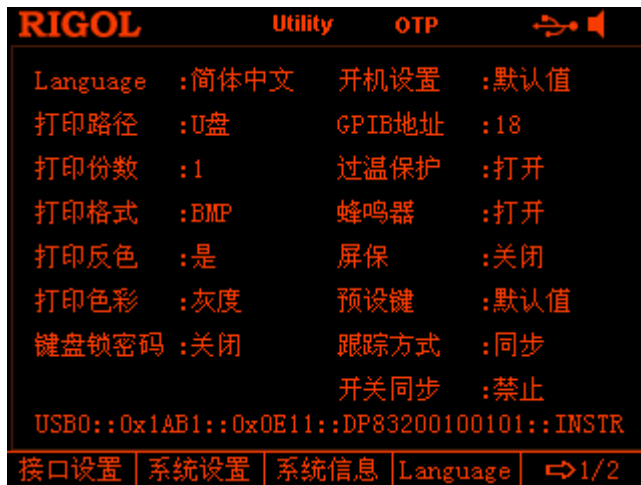 RIGOL Utility OTP
Language :简体中文 开机设置 :默认值
打印路径 :U盘 GPIB地址 :18
打印份数 :1 过温保护 :打开
打印格式 :BMP 蜂鸣器 :打开
打印反色 :是 屏保 :关闭
打印色彩 :灰度 预设键 :默认值
键盘锁密码 :关闭 跟踪方式 :同步
开关同步 :禁止
USB0::0x1AB1::0x0E11::DP83200100101::INSTR
接口设置 系统设置 系统信息 Language ⇨1/2